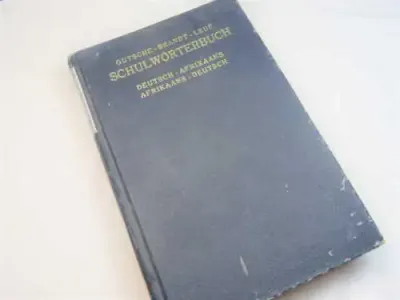 GUTSCHE - BRANDT - LEUE
SCHULWÖRTERBUCH
DEUTSCH - AFRIKAANS
AFRIKAANS - DEUTSCH